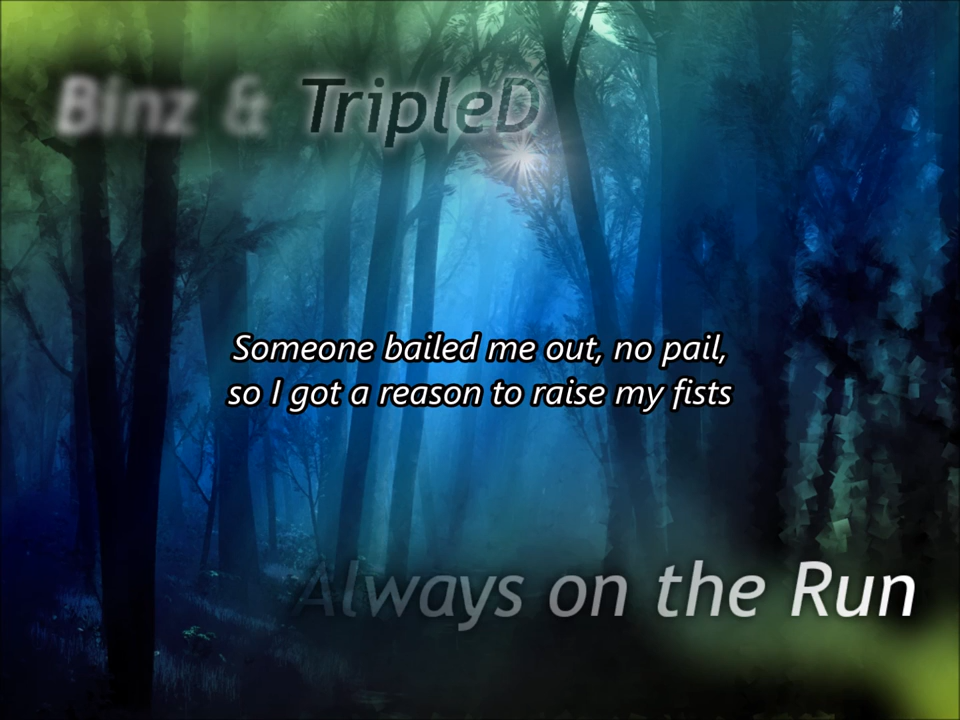 Binz & TripleD
Someone bailed me out, no pail,
so I got a reason to raise my fists
Always on the Run